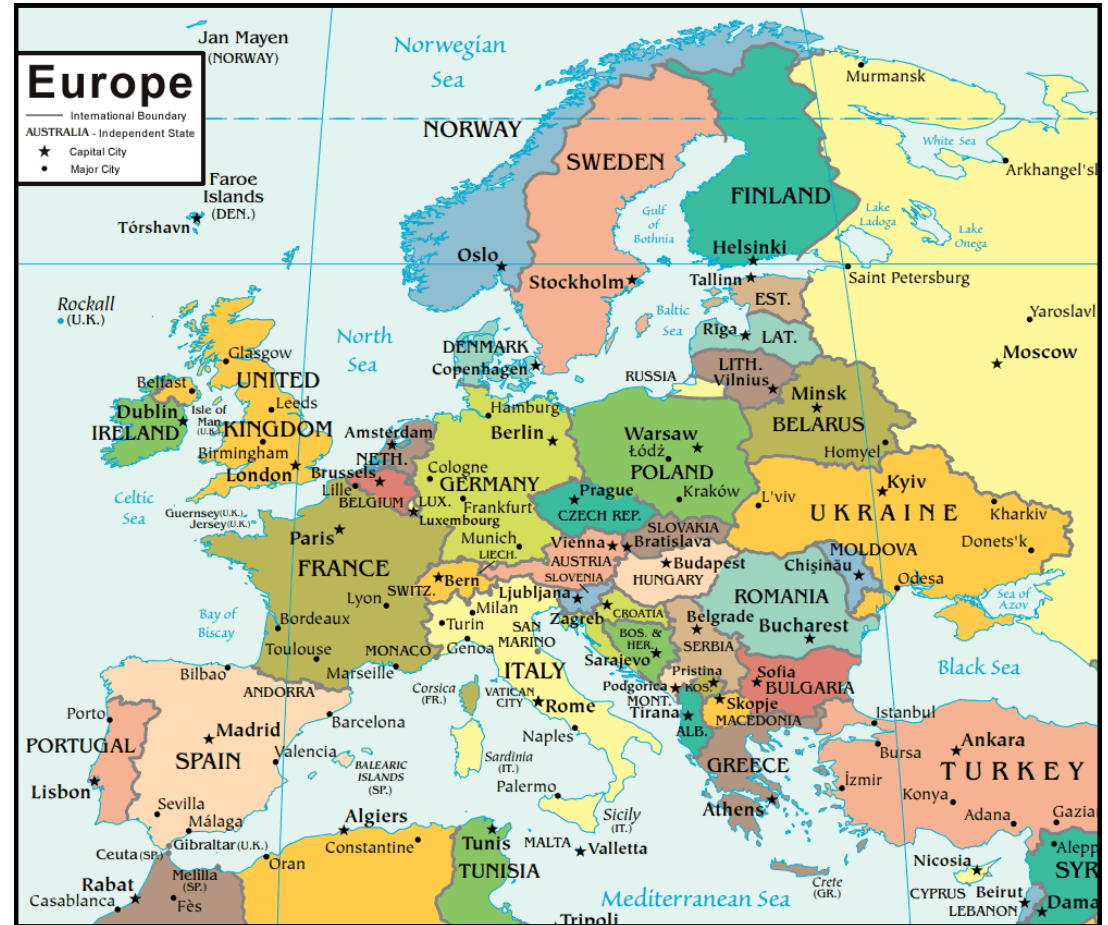 Jan Mayen
(NORWAY)
Norwegian
Sea
Europe
International Boundary
AUSTRALIA - Independent State
Capital City
Major City
Murmansk
NORWAY
White Sea
SWEDEN
Arkhangel'sk
Faroe
Islands
(DEN.)
Tórshavn
FINLAND
Lake
Ladoga
Lake
Onega
Gulf
of
Bothnia
Oslo
Helsinki
Stockholm
Tallinn
Saint Petersburg
EST.
Rockall
(U.K.)
Baltic
Sea
Yaroslavl
North
Sea
Riga
LAT.
DENMARK
Copenhagen
Moscow
Glasgow
LITH.
Vilnius
RUSSIA
Belfast
UNITED
KINGDOM
Minsk
BELARUS
Leeds
Dublin
IRELAND
Isle of
Man
(U.K.)
Hamburg
Berlin
Amsterdam
NETH.
Warsaw
Łódź
POLAND
Homyel
Birmingham
London
Brussels
BELGIUM
Lille
Cologne
GERMANY
LUX.
Frankfurt
Luxembourg
Prague
CZECH REP.
Kraków
L'viv
Kyiv
UKRAINE
Kharkiv
Donets'k
Celtic
Sea
Guernsey(U.K.)
Jersey(U.K.)
Paris
FRANCE
Munich
LIECH.
Vienna
AUSTRIA
SLOVAKIA
Bratislava
MOLDOVA
Chișinău
Budapest
HUNGARY
Odesa
Sea of
Azov
SWITZ.
Bern
Lyon
SLOVENIA
Ljubljana
Zagreb
CROATIA
ROMANIA
Bucharest
Belgrade
SERBIA
Bay of
Biscay
Bordeaux
Milan
Turin
Genoa
SAN
MARINO
BOS. &
HER.
Sarajevo
Toulouse
MONACO
Marseille
ITALY
Black Sea
Bilbao
ANDORRA
Corsica
(FR.)
VATICAN
CITY
Rome
Pristina
KOS.
Podgorica
MONT.
Sofia
BULGARIA
Skopje
MACEDONIA
Tirana
ALB.
Porto
PORTUGAL
Madrid
SPAIN
Barcelona
Valencia
BALEARIC
ISLANDS
(SP.)
Naples
Istanbul
Bursa
Ankara
TURKEY
Lisbon
Sardinia
(IT.)
Palermo
GREECE
Athens
İzmir
Konya
Adana
Gazian
Sevilla
Málaga
Gibraltar(U.K.)
Ceuta(SP.)
Algiers
Constantine
Oran
Tunis
TUNISIA
Sicily
(IT.)
MALTA
Valletta
Alepp
SYR
Nicosia
CYPRUS
Beirut
LEBANON
Dama
Melilla
(SP.)
Rabat
Casablanca
Fès
Crete
(GR.)
Mediterranean Sea
Tripoli